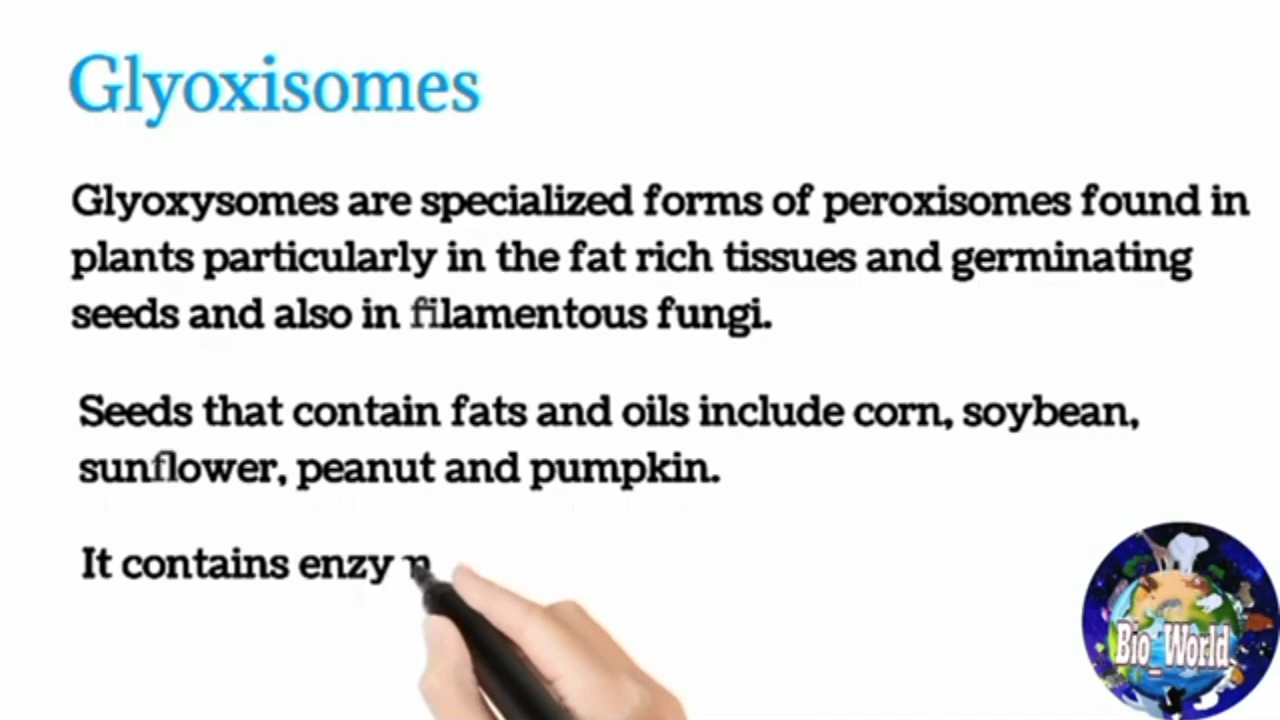 Glyoxisomes
Glyoxysomes are specialized forms of peroxisomes found in
plants particularly in the fat rich tissues and germinating
seeds and also in filamentous fungi.
Seeds that contain fats and oils include corn, soybean,
sunflower, peanut and pumpkin.
It contains enzy
Bio_World